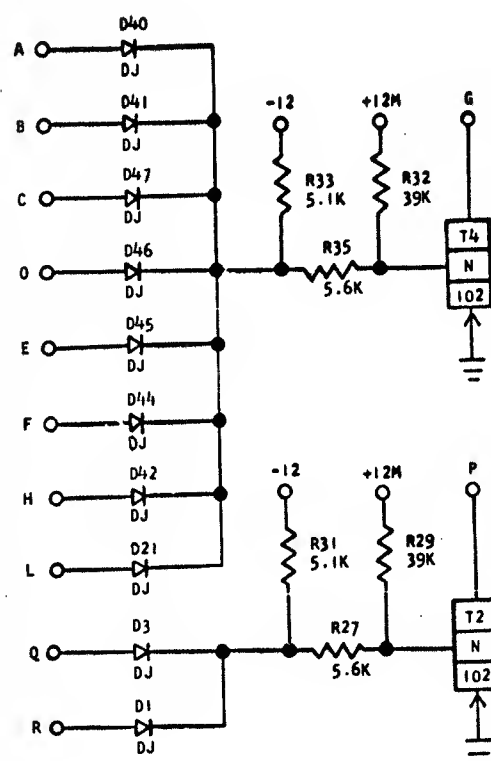 D40
A
DJ
D41
B
DJ
-12
+12M
G
D47
C
DJ
R33
5.1K
R32
39K
T4
N
102
R35
5.6K
D46
O
DJ
D45
E
DJ
D44
F
DJ
D42
H
DJ
-12
+12M
P
D21
L
DJ
R31
5.1K
R29
39K
T2
N
102
D3
Q
DJ
R27
5.6K
D1
R
DJ